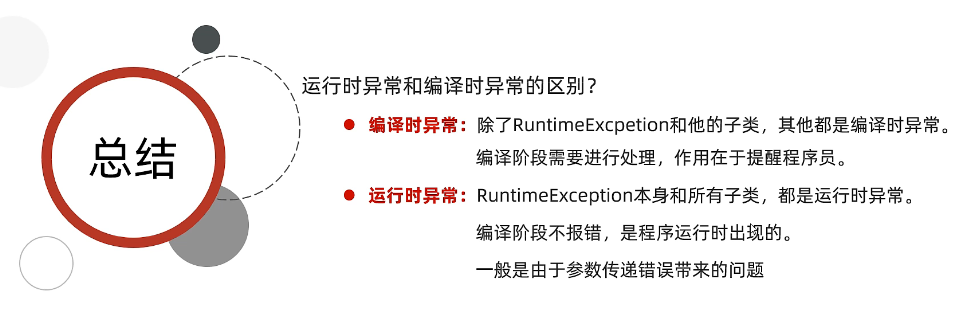 总结
运行时异常和编译时异常的区别？
编译时异常：除了RuntimeExcpetion和他的子类，其他都是编译时异常。
编译阶段需要进行处理，作用在于提醒程序员。
运行时异常：RuntimeException本身和所有子类，都是运行时异常。
编译阶段不报错，是程序运行时出现的。
一般是由于参数传递错误带来的问题